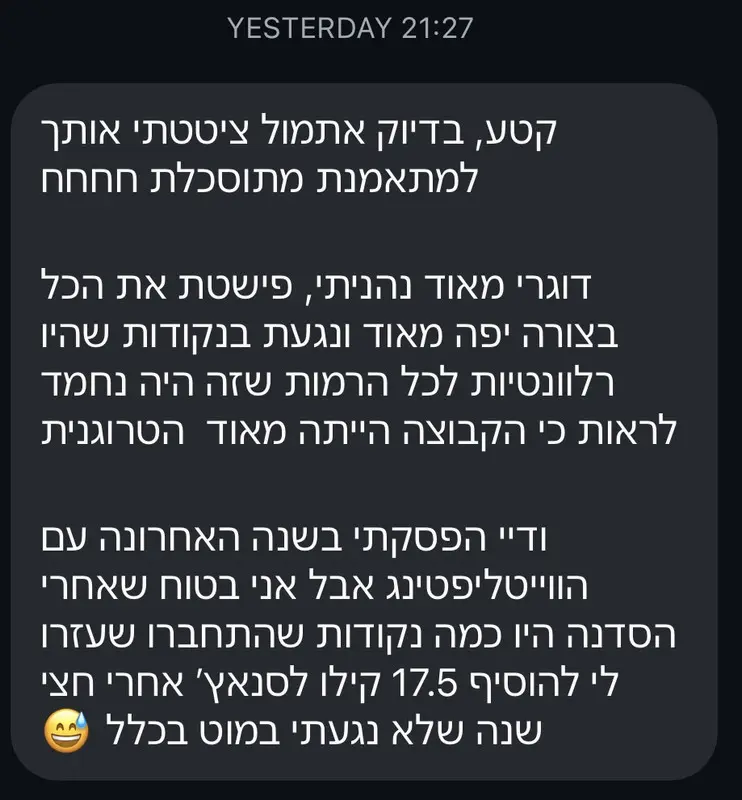 YESTERDAY 21:27
קטע, בדיוק אתמול ציטטתי אותך
למתאמנת מתוסכלת חחחח
דוגרי מאוד נהניתי, פישטת את הכל
בצורה יפה מאוד ונגעת בנקודות שהיו
רלוונטיות לכל הרמות שזה היה נחמד
לראות כי הקבוצה הייתה מאוד  הטרוגנית
ודיי הפסקתי בשנה האחרונה עם
הווייטליפטינג אבל אני בטוח שאחרי
הסדנה היו כמה נקודות שהתחברו שעזרו
לי להוסיף 17.5 קילו לסנאץ׳ אחרי חצי
שנה שלא נגעתי במוט בכלל 😅